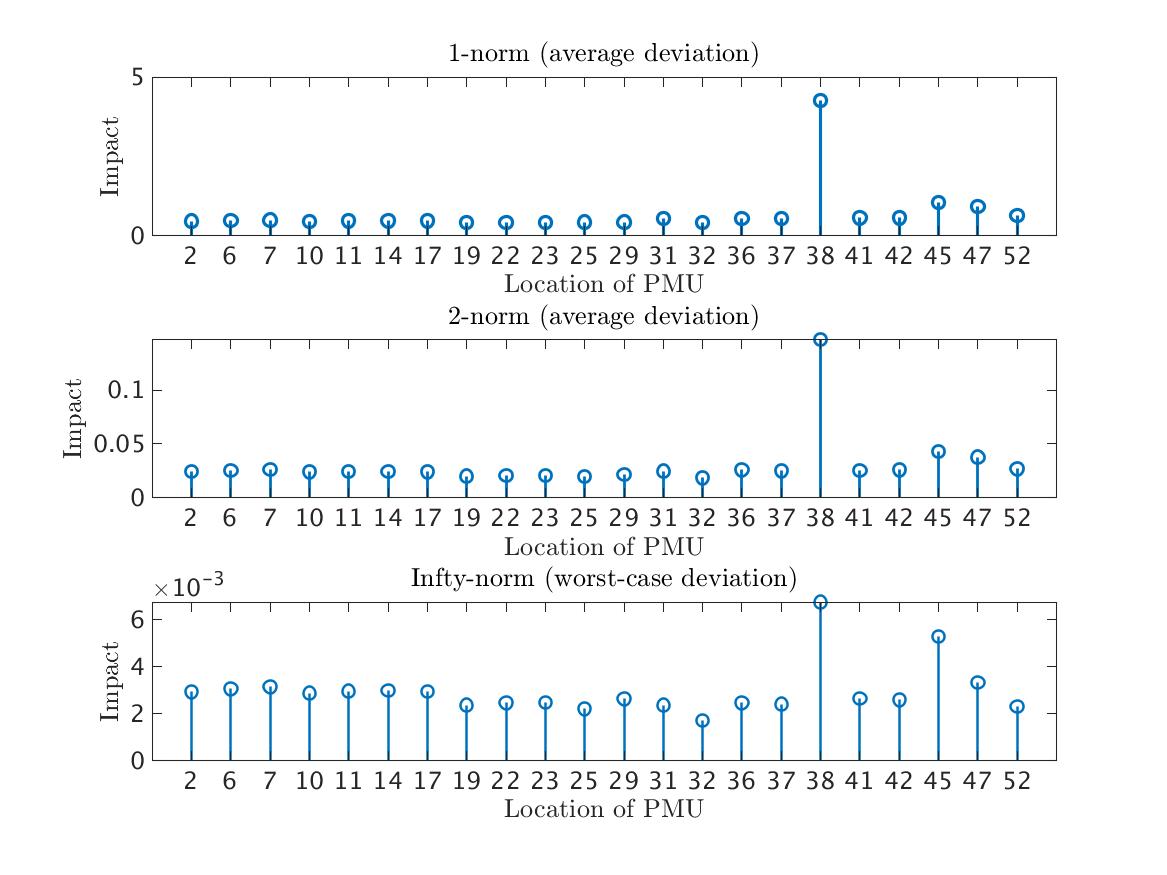 1-norm (average deviation)
5
Impact
0
2 6 7 10 11 14 17 19 22 23 25 29 31 32 36 37 38 41 42 45 47 52
Location of PMU
2-norm (average deviation)
0.1
Impact
0.05
0
2 6 7 10 11 14 17 19 22 23 25 29 31 32 36 37 38 41 42 45 47 52
Location of PMU
Infty-norm (worst-case deviation)
×10⁻³
6
4
Impact
2
0
2 6 7 10 11 14 17 19 22 23 25 29 31 32 36 37 38 41 42 45 47 52
Location of PMU